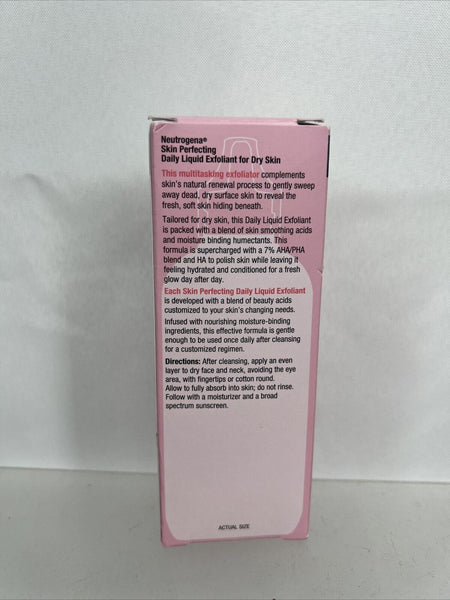 Neutrogena®
Skin Perfecting
Daily Liquid Exfoliant for Dry Skin
This multitasking exfoliator complements
skin's natural renewal process to gently sweep
away dead, dry surface skin to reveal the
fresh, soft skin hiding beneath.
Tailored for dry skin, this Daily Liquid Exfoliant
is packed with a blend of skin smoothing acids
and moisture binding humectants. This
formula is supercharged with a 7% AHA/PHA
blend and HA to polish skin while leaving it
feeling hydrated and conditioned for a fresh
glow day after day.
Each Skin Perfecting Daily Liquid Exfoliant
is developed with a blend of beauty acids
customized to your skin's changing needs.
Infused with nourishing moisture-binding
ingredients, this effective formula is gentle
enough to be used once daily after cleansing
for a customized regimen.
Directions: After cleansing, apply an even
layer to dry face and neck, avoiding the eye
area, with fingertips or cotton round.
Allow to fully absorb into skin; do not rinse.
Follow with a moisturizer and a broad
spectrum sunscreen.
ACTUAL SIZE